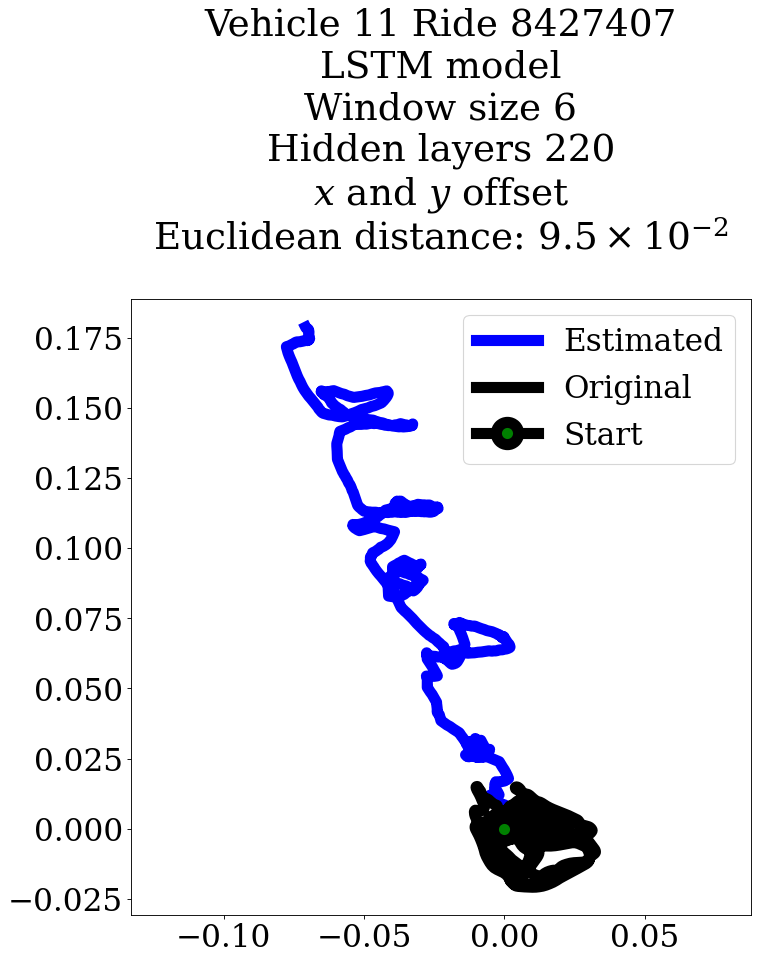 Vehicle 11 Ride 8427407
LSTM model
Window size 6
Hidden layers 220
x and y offset
Euclidean distance: 9.5 × 10⁻²
Estimated
Original
Start
0.175
0.150
0.125
0.100
0.075
0.050
0.025
0.000
−0.025
−0.10 −0.05 0.00 0.05